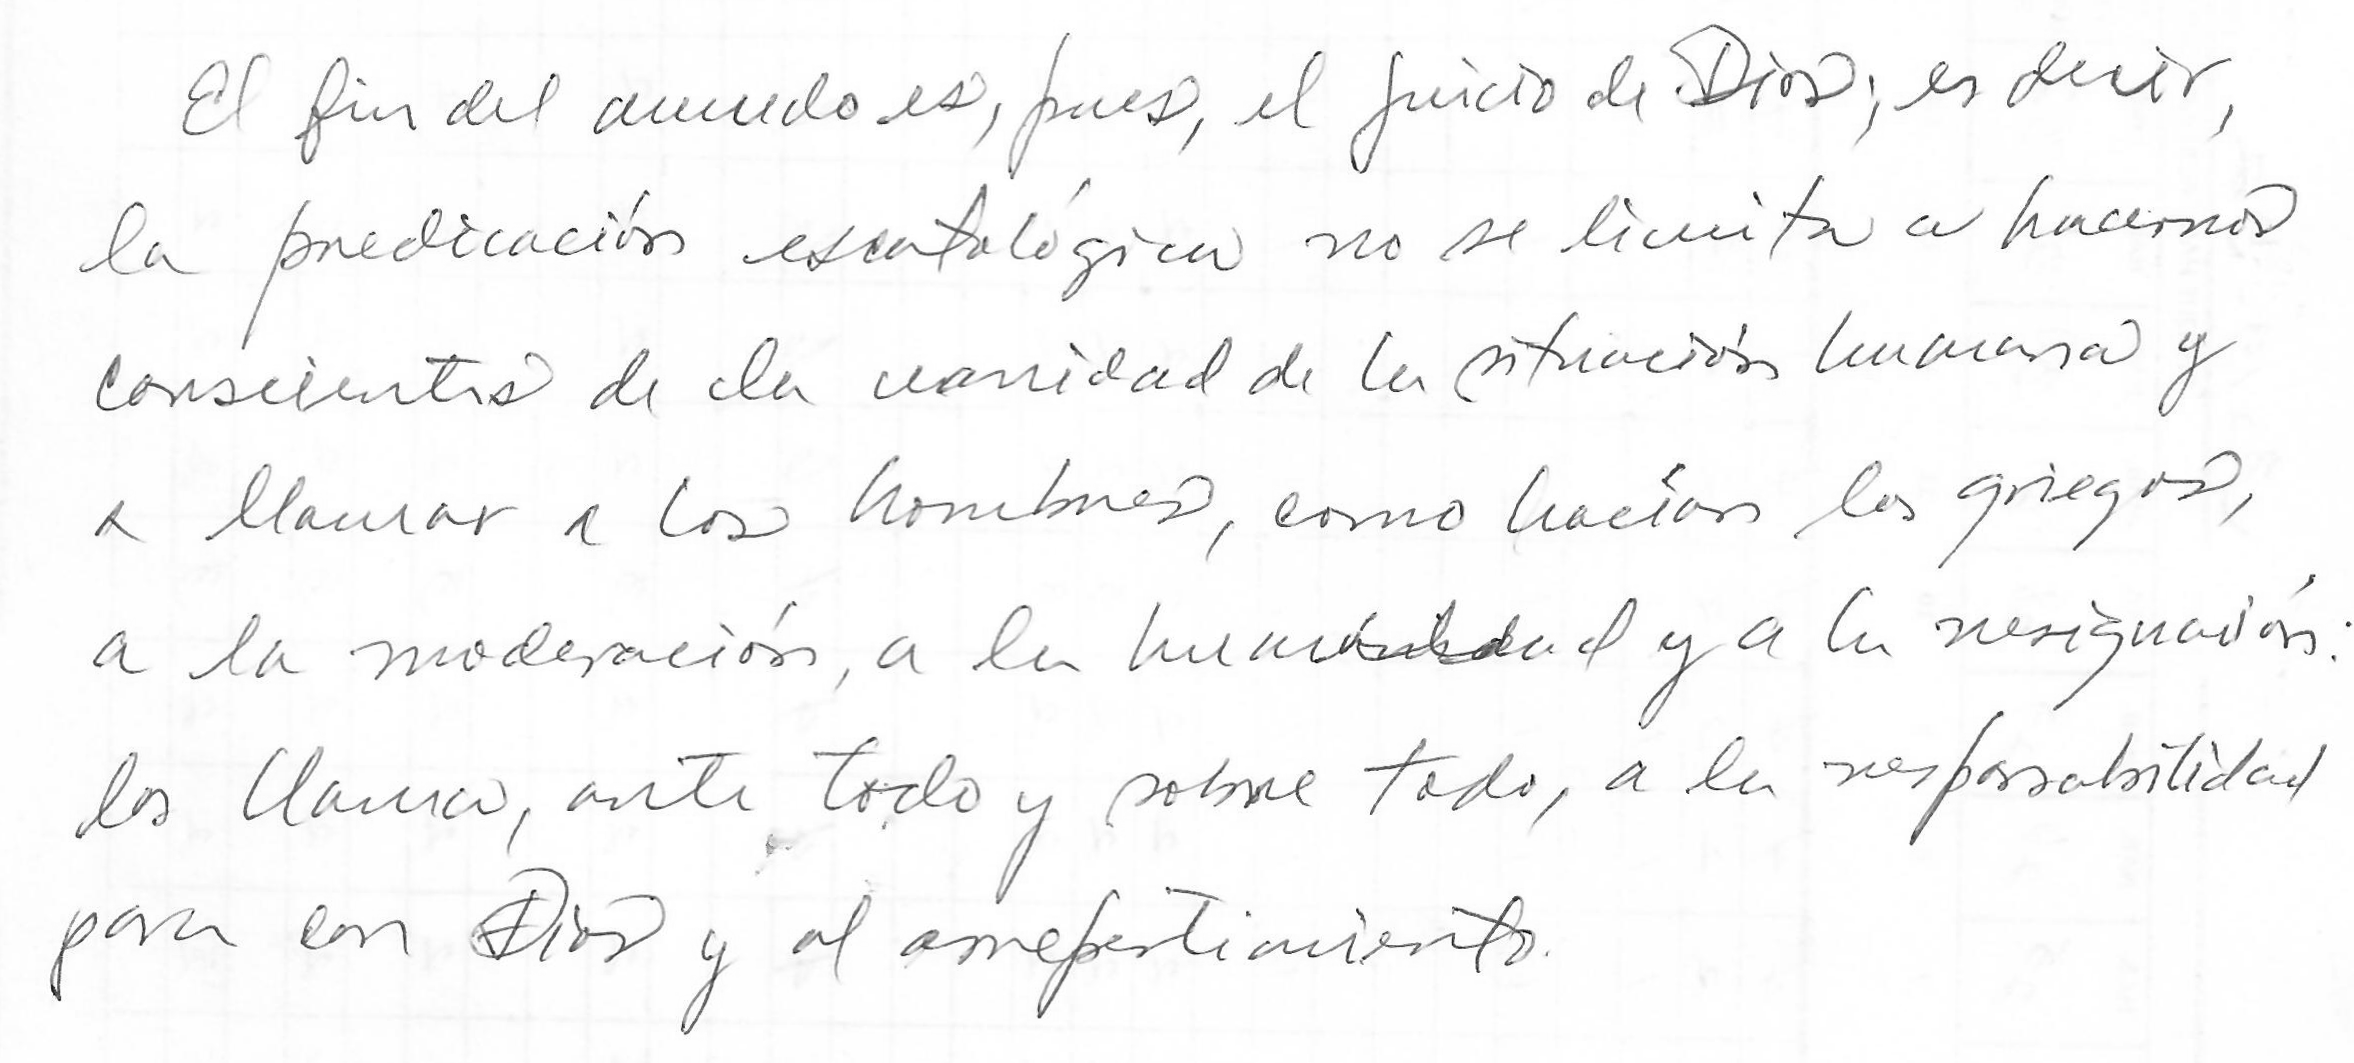 El fin del mundo es, pues, el juicio de Dios; es decir,
la predicación escatológica no se limita a hacernos
conscientes de la vanidad de la situación humana y
a llamar a los hombres, como hacían los griegos,
a la moderación, a la humildad y a la resignación:
los llama, ante todo y sobre todo, a la responsabilidad
para con Dios y al arrepentimiento.